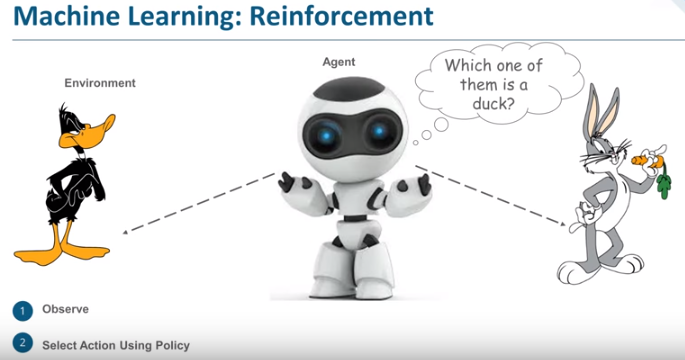 Machine Learning: Reinforcement
Agent
Environment
Which one of
them is a
duck?
1 Observe
2 Select Action Using Policy